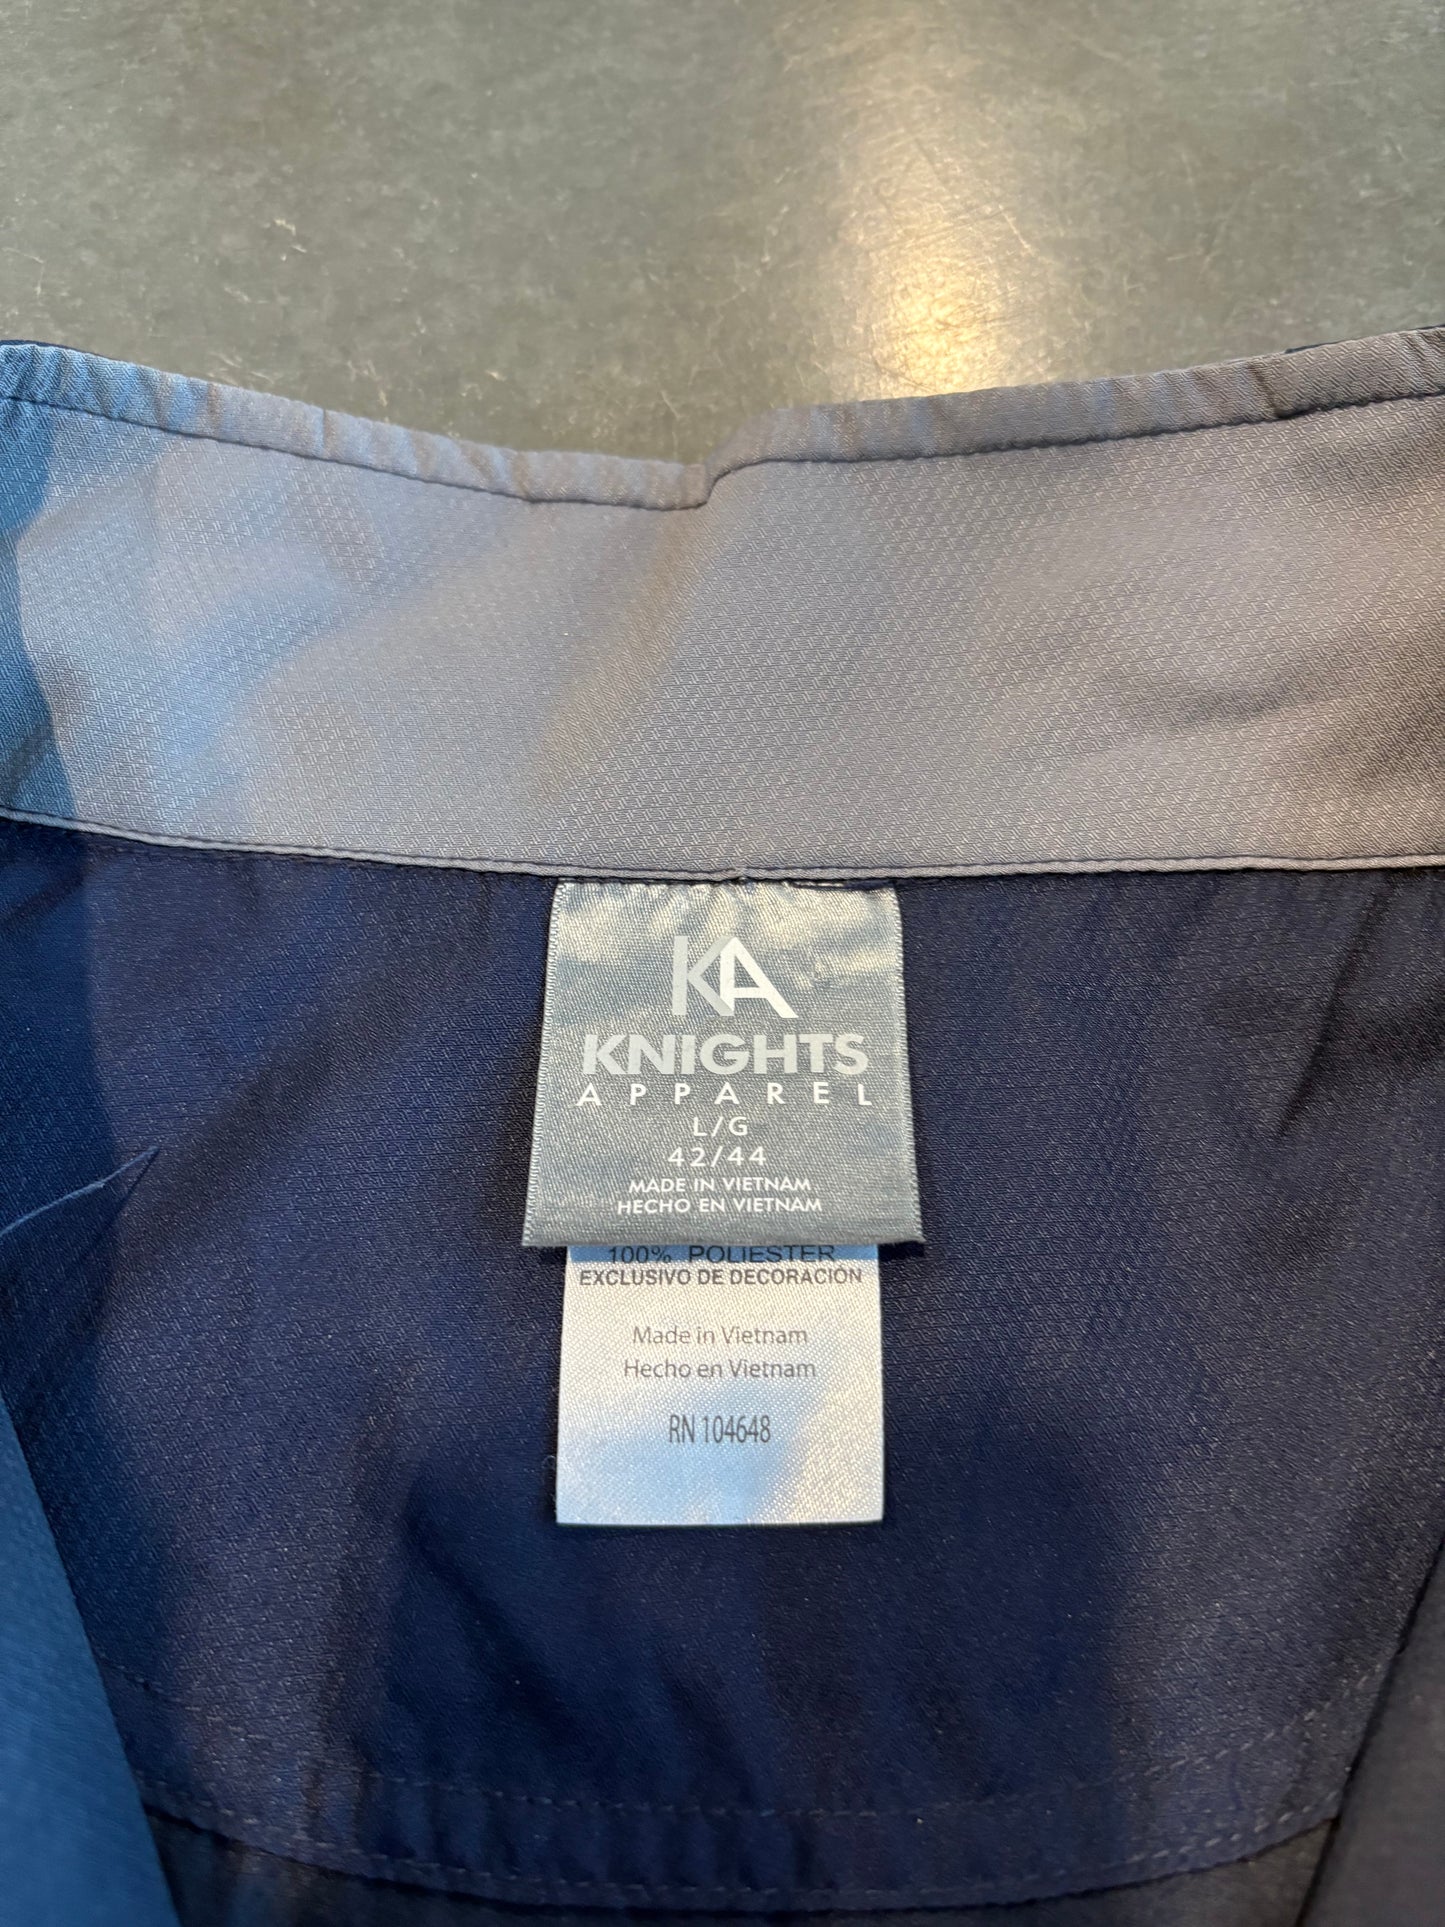 KA
KNIGHTS
APPAREL
L/G
42/44
MADE IN VIETNAM
HECHO EN VIETNAM
100% POLIESTER
EXCLUSIVO DE DECORACIÓN
Made in Vietnam
Hecho en Vietnam
RN 104648